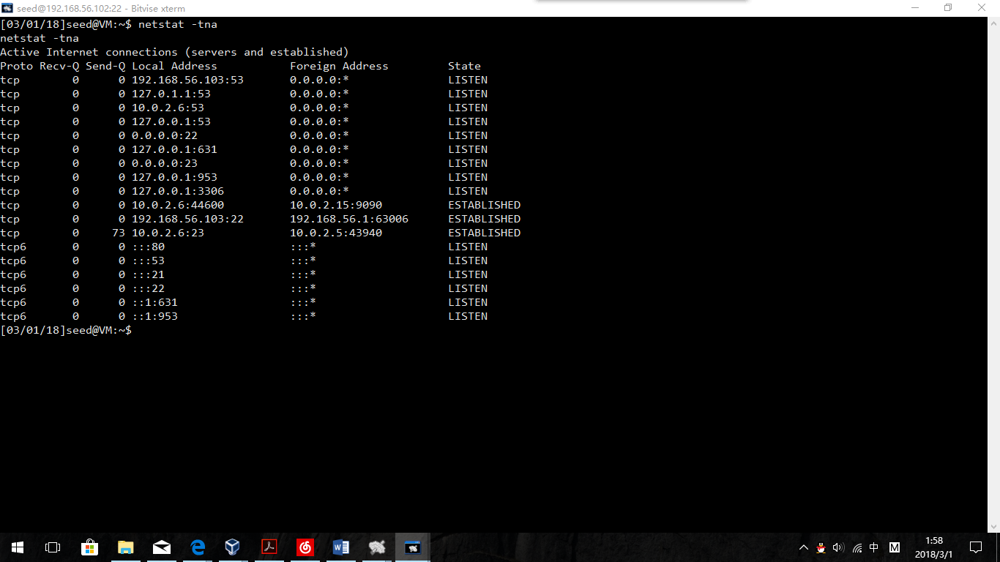 seed@192.168.56.102:22 - Bitvise xterm
[03/01/18]seed@VM:~$ netstat -tna
netstat -tna
Active Internet connections (servers and established)
Proto Recv-Q Send-Q Local Address           Foreign Address         State
tcp        0      0 192.168.56.103:53       0.0.0.0:*               LISTEN
tcp        0      0 127.0.1.1:53            0.0.0.0:*               LISTEN
tcp        0      0 10.0.2.6:53             0.0.0.0:*               LISTEN
tcp        0      0 127.0.0.1:53            0.0.0.0:*               LISTEN
tcp        0      0 0.0.0.0:22              0.0.0.0:*               LISTEN
tcp        0      0 127.0.0.1:631           0.0.0.0:*               LISTEN
tcp        0      0 0.0.0.0:23              0.0.0.0:*               LISTEN
tcp        0      0 127.0.0.1:953           0.0.0.0:*               LISTEN
tcp        0      0 127.0.0.1:3306          0.0.0.0:*               LISTEN
tcp        0      0 10.0.2.6:44600          10.0.2.15:9090          ESTABLISHED
tcp        0      0 192.168.56.103:22       192.168.56.1:63006      ESTABLISHED
tcp        0     73 10.0.2.6:23             10.0.2.5:43940          ESTABLISHED
tcp6       0      0 :::80                   :::*                    LISTEN
tcp6       0      0 :::53                   :::*                    LISTEN
tcp6       0      0 :::21                   :::*                    LISTEN
tcp6       0      0 :::22                   :::*                    LISTEN
tcp6       0      0 ::1:631                 :::*                    LISTEN
tcp6       0      0 ::1:953                 :::*                    LISTEN
[03/01/18]seed@VM:~$
中 M
1:58
2018/3/1